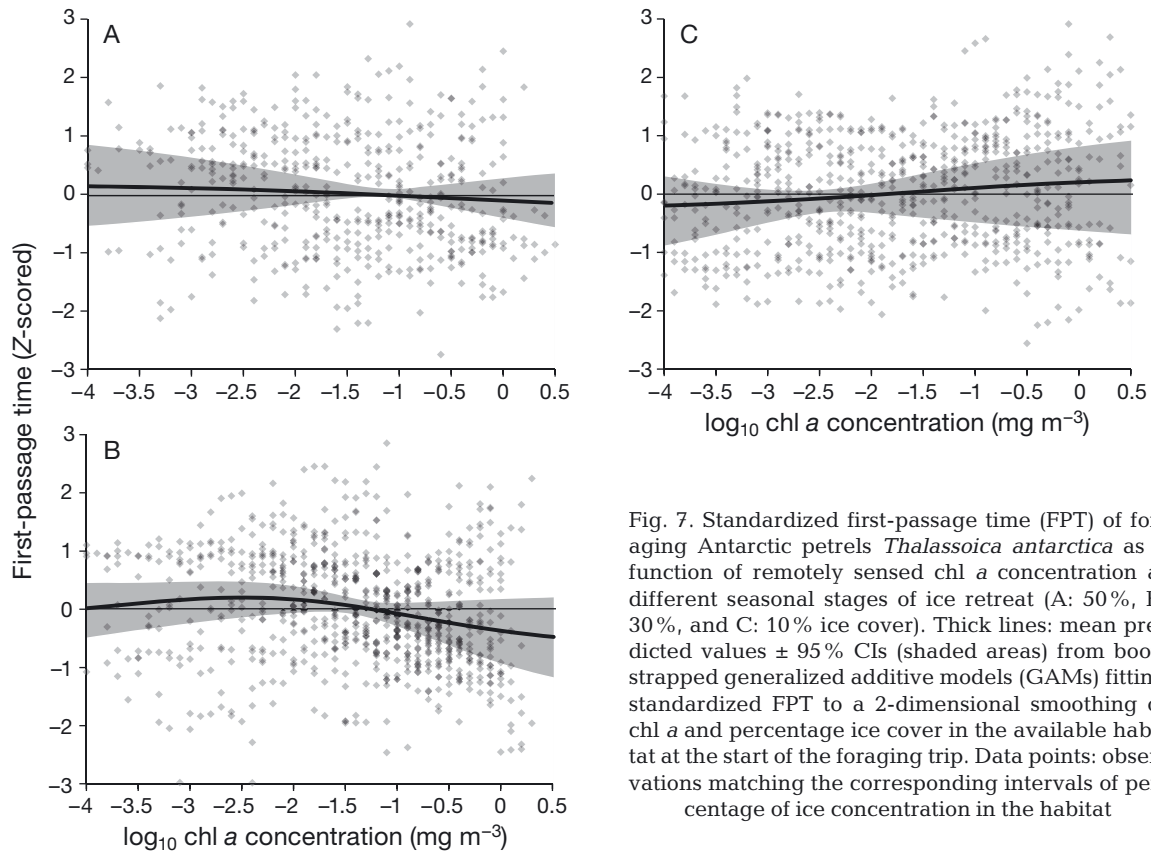 A
3
2
1
0
−1
−2
−3
−4 −3.5 −3 −2.5 −2 −1.5 −1 −0.5 0 0.5
C
3
2
1
0
−1
−2
−3
−4 −3.5 −3 −2.5 −2 −1.5 −1 −0.5 0 0.5
log10 chl a concentration (mg m−3)
First-passage time (Z-scored)
B
3
2
1
0
−1
−2
−3
−4 −3.5 −3 −2.5 −2 −1.5 −1 −0.5 0 0.5
log10 chl a concentration (mg m−3)
Fig. 7. Standardized first-passage time (FPT) of for
aging Antarctic petrels Thalassoica antarctica as
function of remotely sensed chl a concentration a
different seasonal stages of ice retreat (A: 50%,
30%, and C: 10% ice cover). Thick lines: mean pre
dicted values ± 95% CIs (shaded areas) from boo
strapped generalized additive models (GAMs) fittin
standardized FPT to a 2-dimensional smoothing o
chl a and percentage ice cover in the available hab
tat at the start of the foraging trip. Data points: obser
vations matching the corresponding intervals of per
centage of ice concentration in the habitat